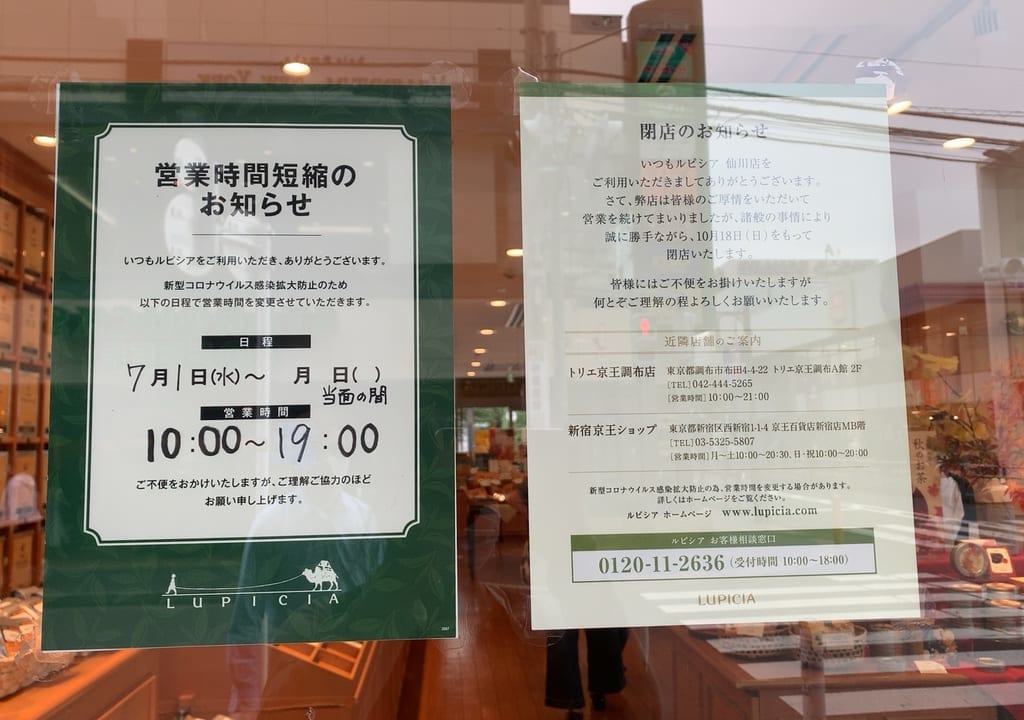 営業時間短縮の
お知らせ
いつもルピシアをご利用いただき、ありがとうございます。
新型コロナウイルス感染拡大防止のため
以下の日程で営業時間を変更させていただきます。
日程
7月1日(水)～　月　日(　)
当面の間
営業時間
10:00～19:00
ご不便をおかけいたしますが、ご理解ご協力のほど
お願い申し上げます。
LUPICIA
閉店のお知らせ
いつもルピシア 仙川店を
ご利用いただきましてありがとうございます。
さて、弊店は皆様のご厚情をいただいて
営業を続けてまいりましたが、諸般の事情により
誠に勝手ながら、10月18日(日)をもって
閉店いたします。
皆様にはご不便をお掛けいたしますが
何とぞご理解の程よろしくお願いいたします。
近隣店舗のご案内
トリエ京王調布店 東京都調布市布田4-4-22 トリエ京王調布A館 2F
[TEL] 042-444-5265
[営業時間] 10:00～21:00
新宿京王ショップ 東京都新宿区西新宿1-1-4 京王百貨店新宿店MB階
[TEL] 03-5325-5807
[営業時間] 月～土10:00～20:30、日・祝10:00～20:00
新型コロナウイルス感染拡大防止の為、営業時間を変更する場合があります。
詳しくはホームページをご覧ください。
ルピシア ホームページ www.lupicia.com
ルピシア お客様相談窓口
0120-11-2636 (受付時間 10:00～18:00)
LUPICIA
秋のお茶